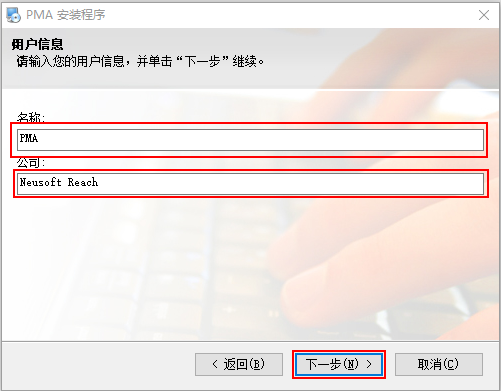 PMA 安装程序
用户信息
请输入您的用户信息，并单击“下一步”继续。
名称:
PMA
公司:
Neusoft Reach
< 返回(B)
下一步(N) >
取消(C)